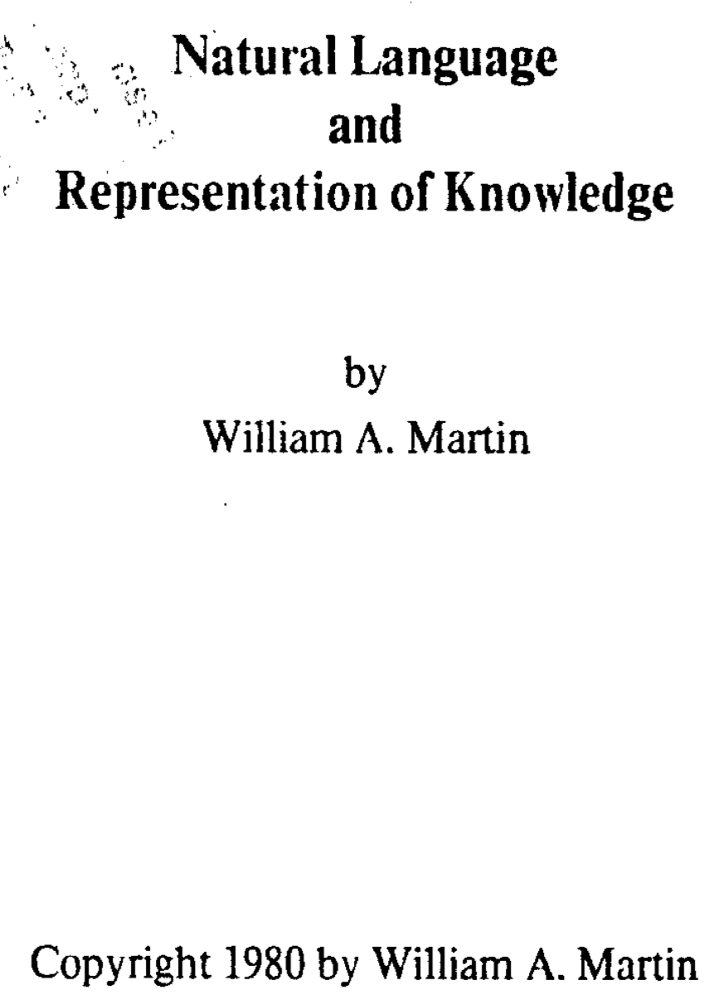 Natural Language
and
Representation of Knowledge
by
William A. Martin
Copyright 1980 by William A. Martin